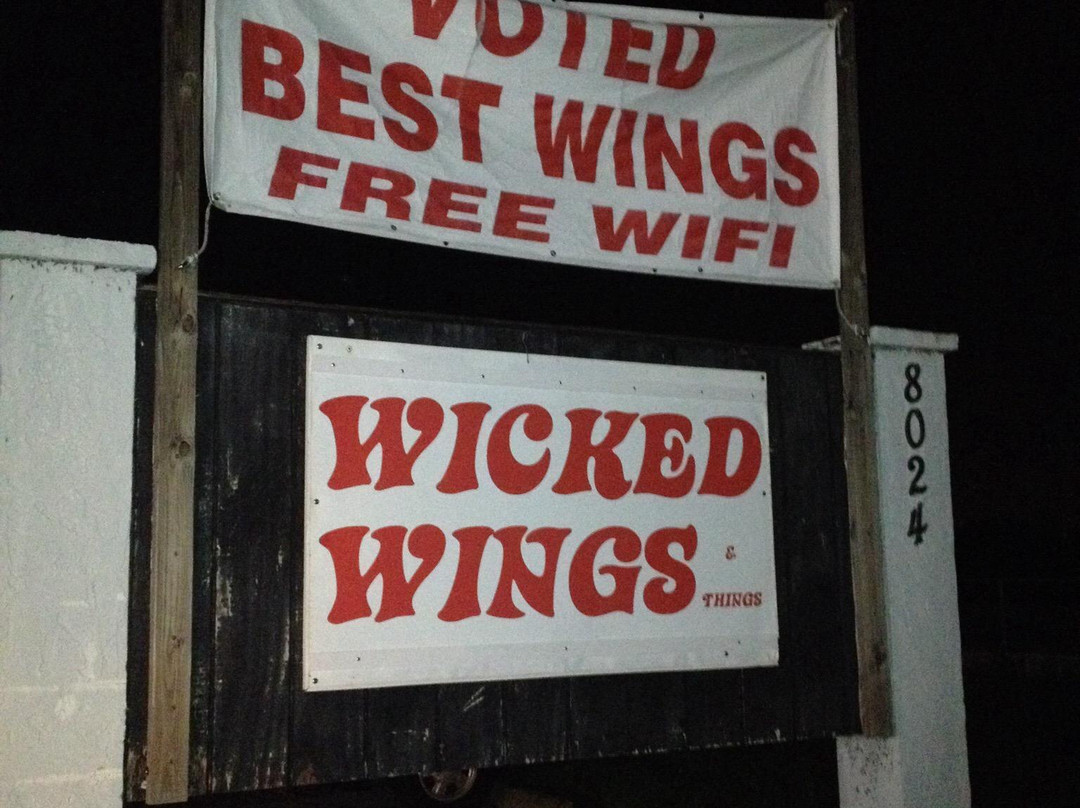 VOTED
BEST WINGS
FREE WIFI
WICKED
WINGS &
THINGS
8024